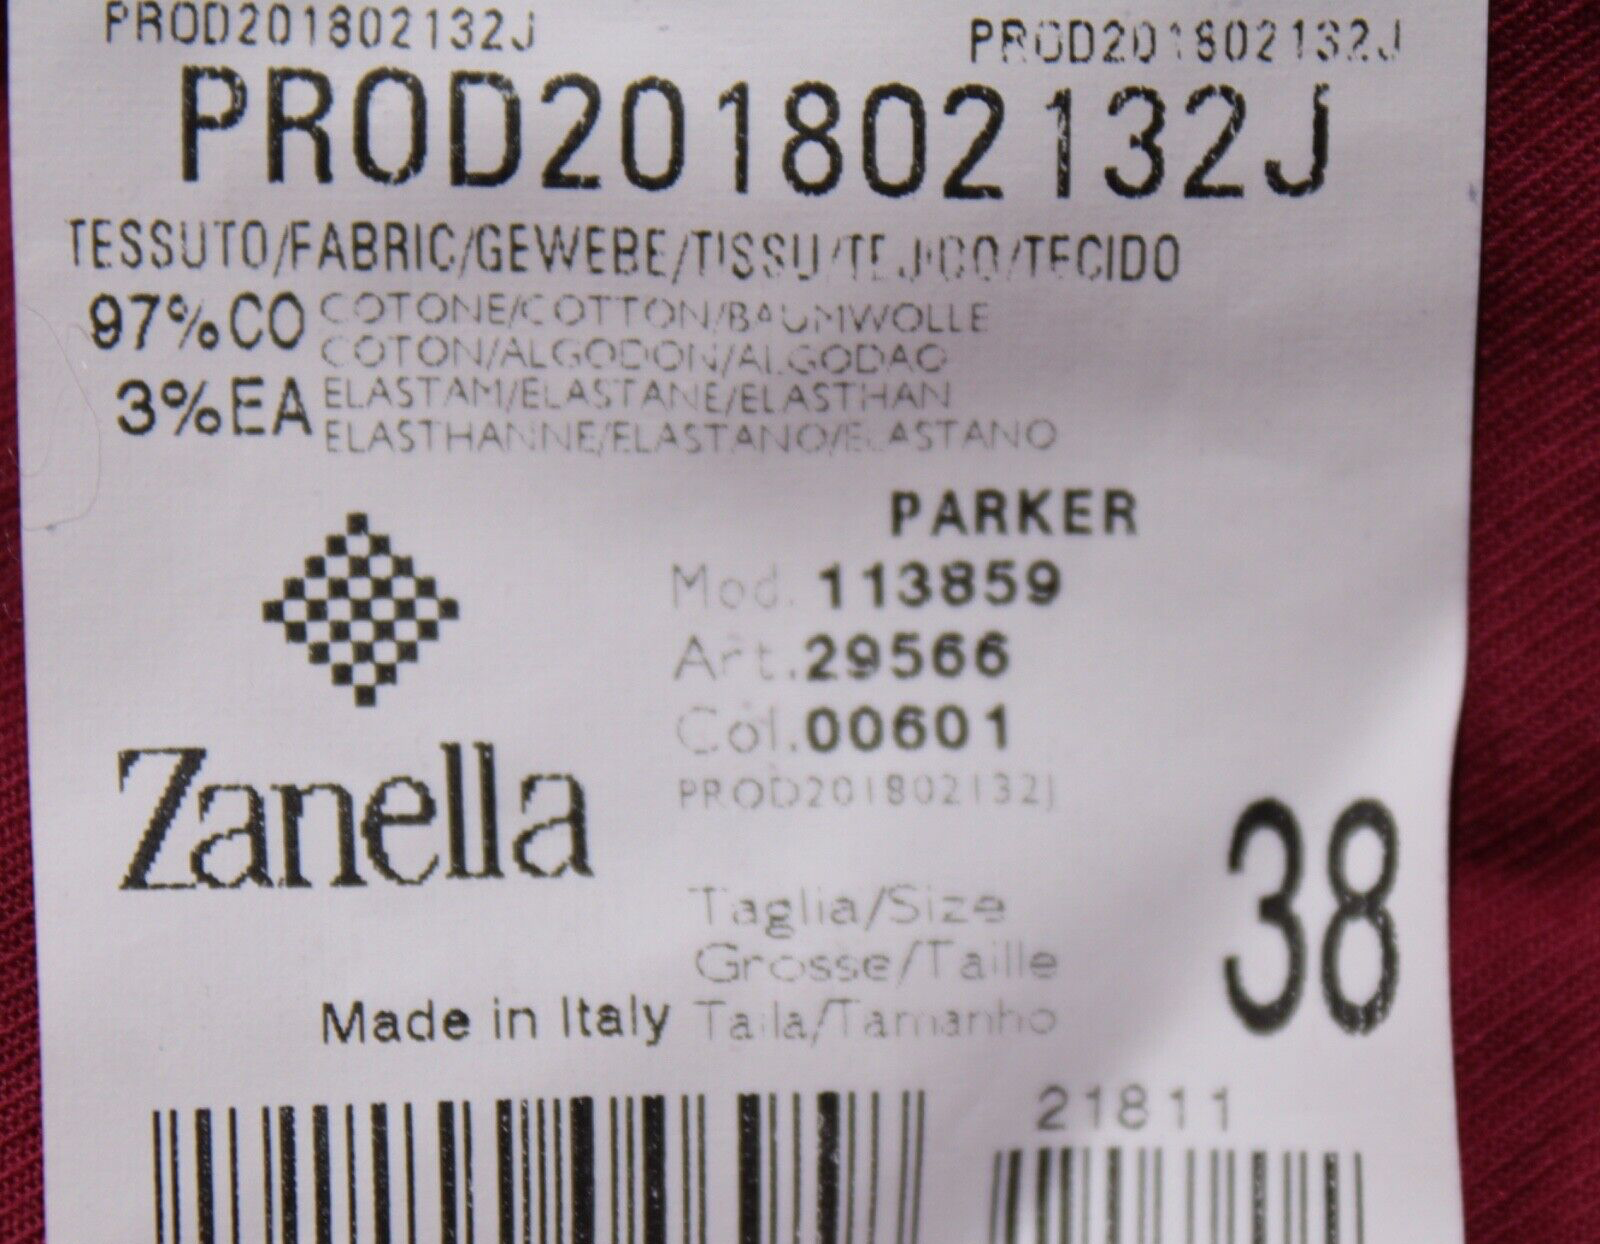 PROD201802132J PROD201802132J
PROD201802132J
TESSUTO/FABRIC/GEWEBE/TISSU/TEJIDO/TECIDO
97%CO COTONE/COTTON/BAUMWOLLE
COTON/ALGODON/ALGODAO
3%EA ELASTAM/ELASTANE/ELASTHAN
ELASTHANNE/ELASTANO/ELASTANO
PARKER
Mod. 113859
Art.29566
Col.00601
PROD201802132J
Zanella
Taglia/Size
Grosse/Taille
Talla/Tamanho
38
Made in Italy
21811